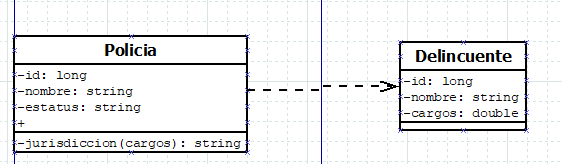 Policia
-id: long
-nombre: string
-estatus: string
+
-jurisdiccion(cargos): string
Delincuente
-id: long
-nombre: string
-cargos: double